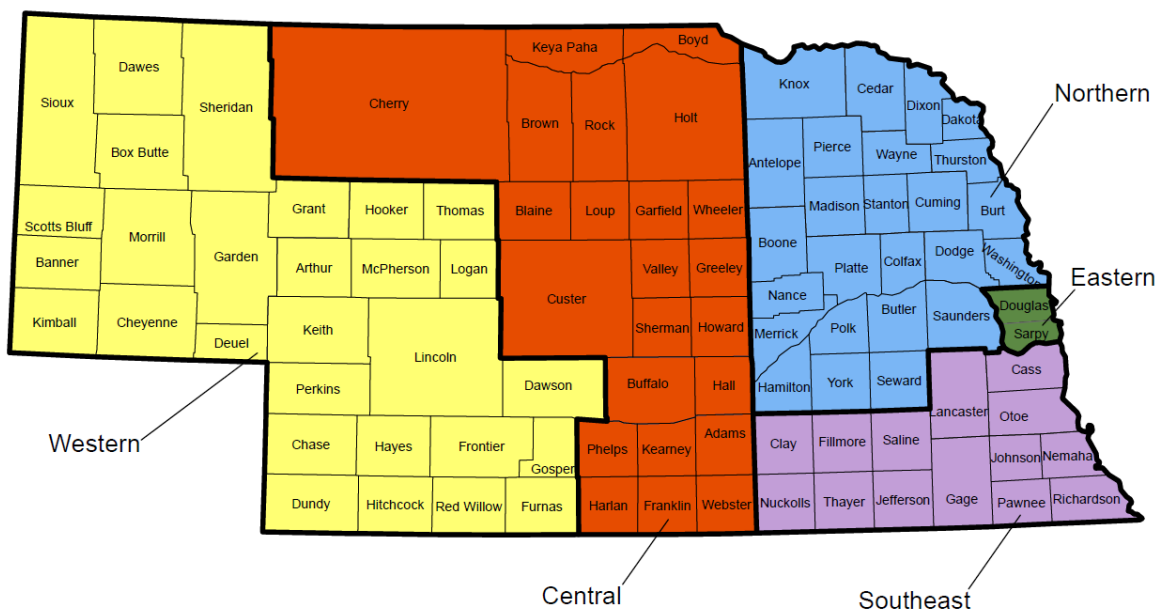 Boyd
Keya Paha
Dawes
Knox
Cedar
Northern
Sioux
Sheridan
Cherry
Brown
Rock
Holt
Dixon
Dakota
Box Butte
Antelope
Pierce
Wayne
Thurston
Grant
Hooker
Thomas
Blaine
Loup
Garfield
Wheeler
Madison
Stanton
Cuming
Burt
Scotts Bluff
Morrill
Garden
Boone
Washington
Banner
Arthur
McPherson
Logan
Valley
Greeley
Platte
Colfax
Dodge
Eastern
Nance
Custer
Douglas
Kimball
Cheyenne
Keith
Sherman
Howard
Merrick
Polk
Butler
Saunders
Sarpy
Deuel
Lincoln
Perkins
Dawson
Buffalo
Hall
Hamilton
York
Seward
Cass
Lancaster
Otoe
Western
Chase
Hayes
Frontier
Gosper
Phelps
Kearney
Adams
Clay
Fillmore
Saline
Johnson
Nemaha
Dundy
Hitchcock
Red Willow
Furnas
Harlan
Franklin
Webster
Nuckolls
Thayer
Jefferson
Gage
Pawnee
Richardson
Central
Southeast